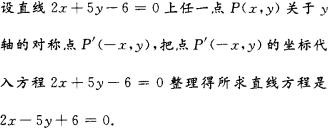 设直线 2x+5y-6=0 上任一点 P(x,y) 关于 y
轴的对称点 P′(-x,y),把点 P′(-x,y) 的坐标代
入方程 2x+5y-6=0 整理得所求直线方程是
2x-5y+6=0.